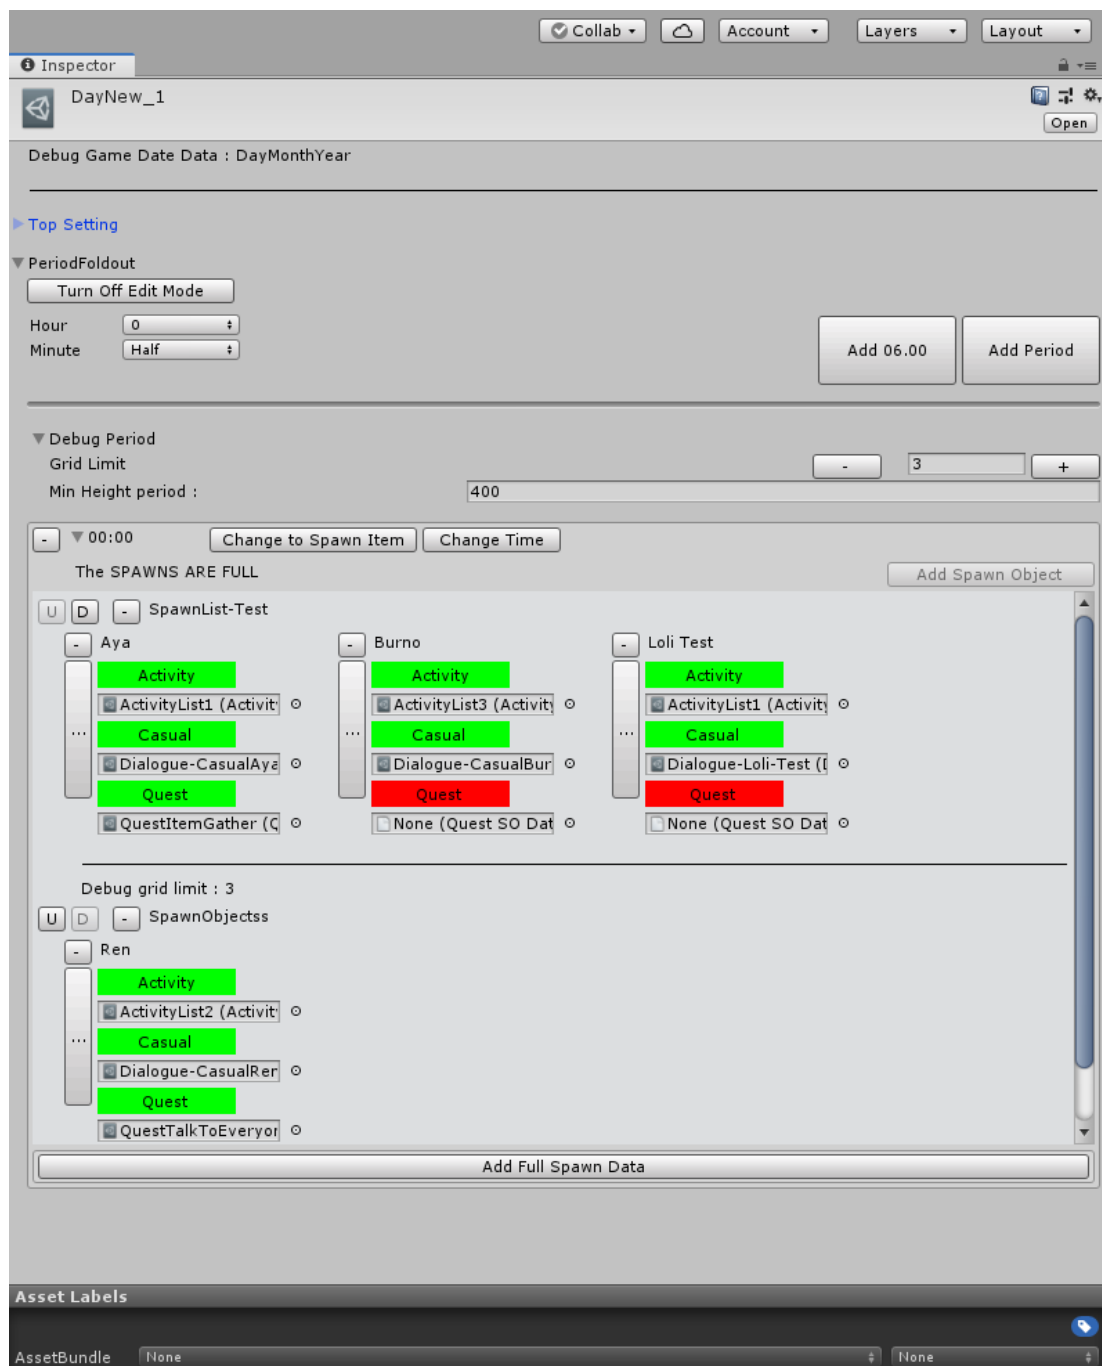 Collab Account Layers Layout
Inspector
DayNew_1
Open
Debug Game Date Data : DayMonthYear
Top Setting
PeriodFoldout
Turn Off Edit Mode
Hour 0
Minute Half
Add 06.00 Add Period
Debug Period
Grid Limit - 3 +
Min Height period : 400
- 00:00 Change to Spawn Item Change Time
The SPAWNS ARE FULL Add Spawn Object
U D - SpawnList-Test
- Aya - Burno - Loli Test
Activity Activity Activity
ActivityList1 (Activit ActivityList3 (Activity ActivityList1 (Activity
... Casual ... Casual ... Casual
Dialogue-CasualAya Dialogue-CasualBur Dialogue-Loli-Test (
Quest Quest Quest
QuestItemGather ( None (Quest SO Dat None (Quest SO Dat
Debug grid limit : 3
U D - SpawnObjectss
- Ren
Activity
ActivityList2 (Activit
... Casual
Dialogue-CasualRer
Quest
QuestTalkToEveryor
Add Full Spawn Data
Asset Labels
AssetBundle None None